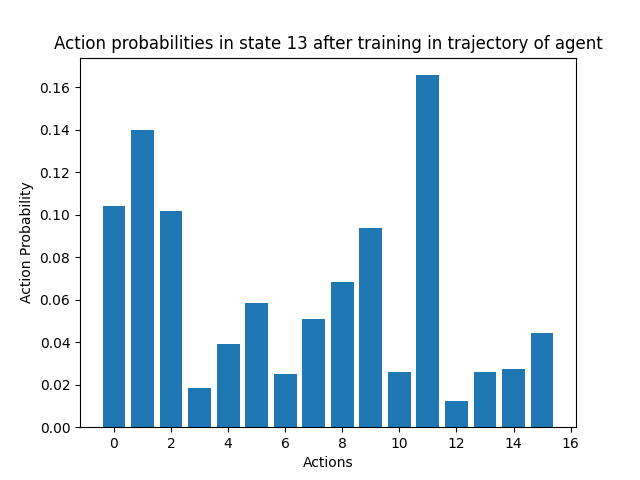 Action probabilities in state 13 after training in trajectory of agent
0.16
0.14
0.12
0.10
0.08
0.06
0.04
0.02
0.00
Action Probability
0 2 4 6 8 10 12 14 16
Actions